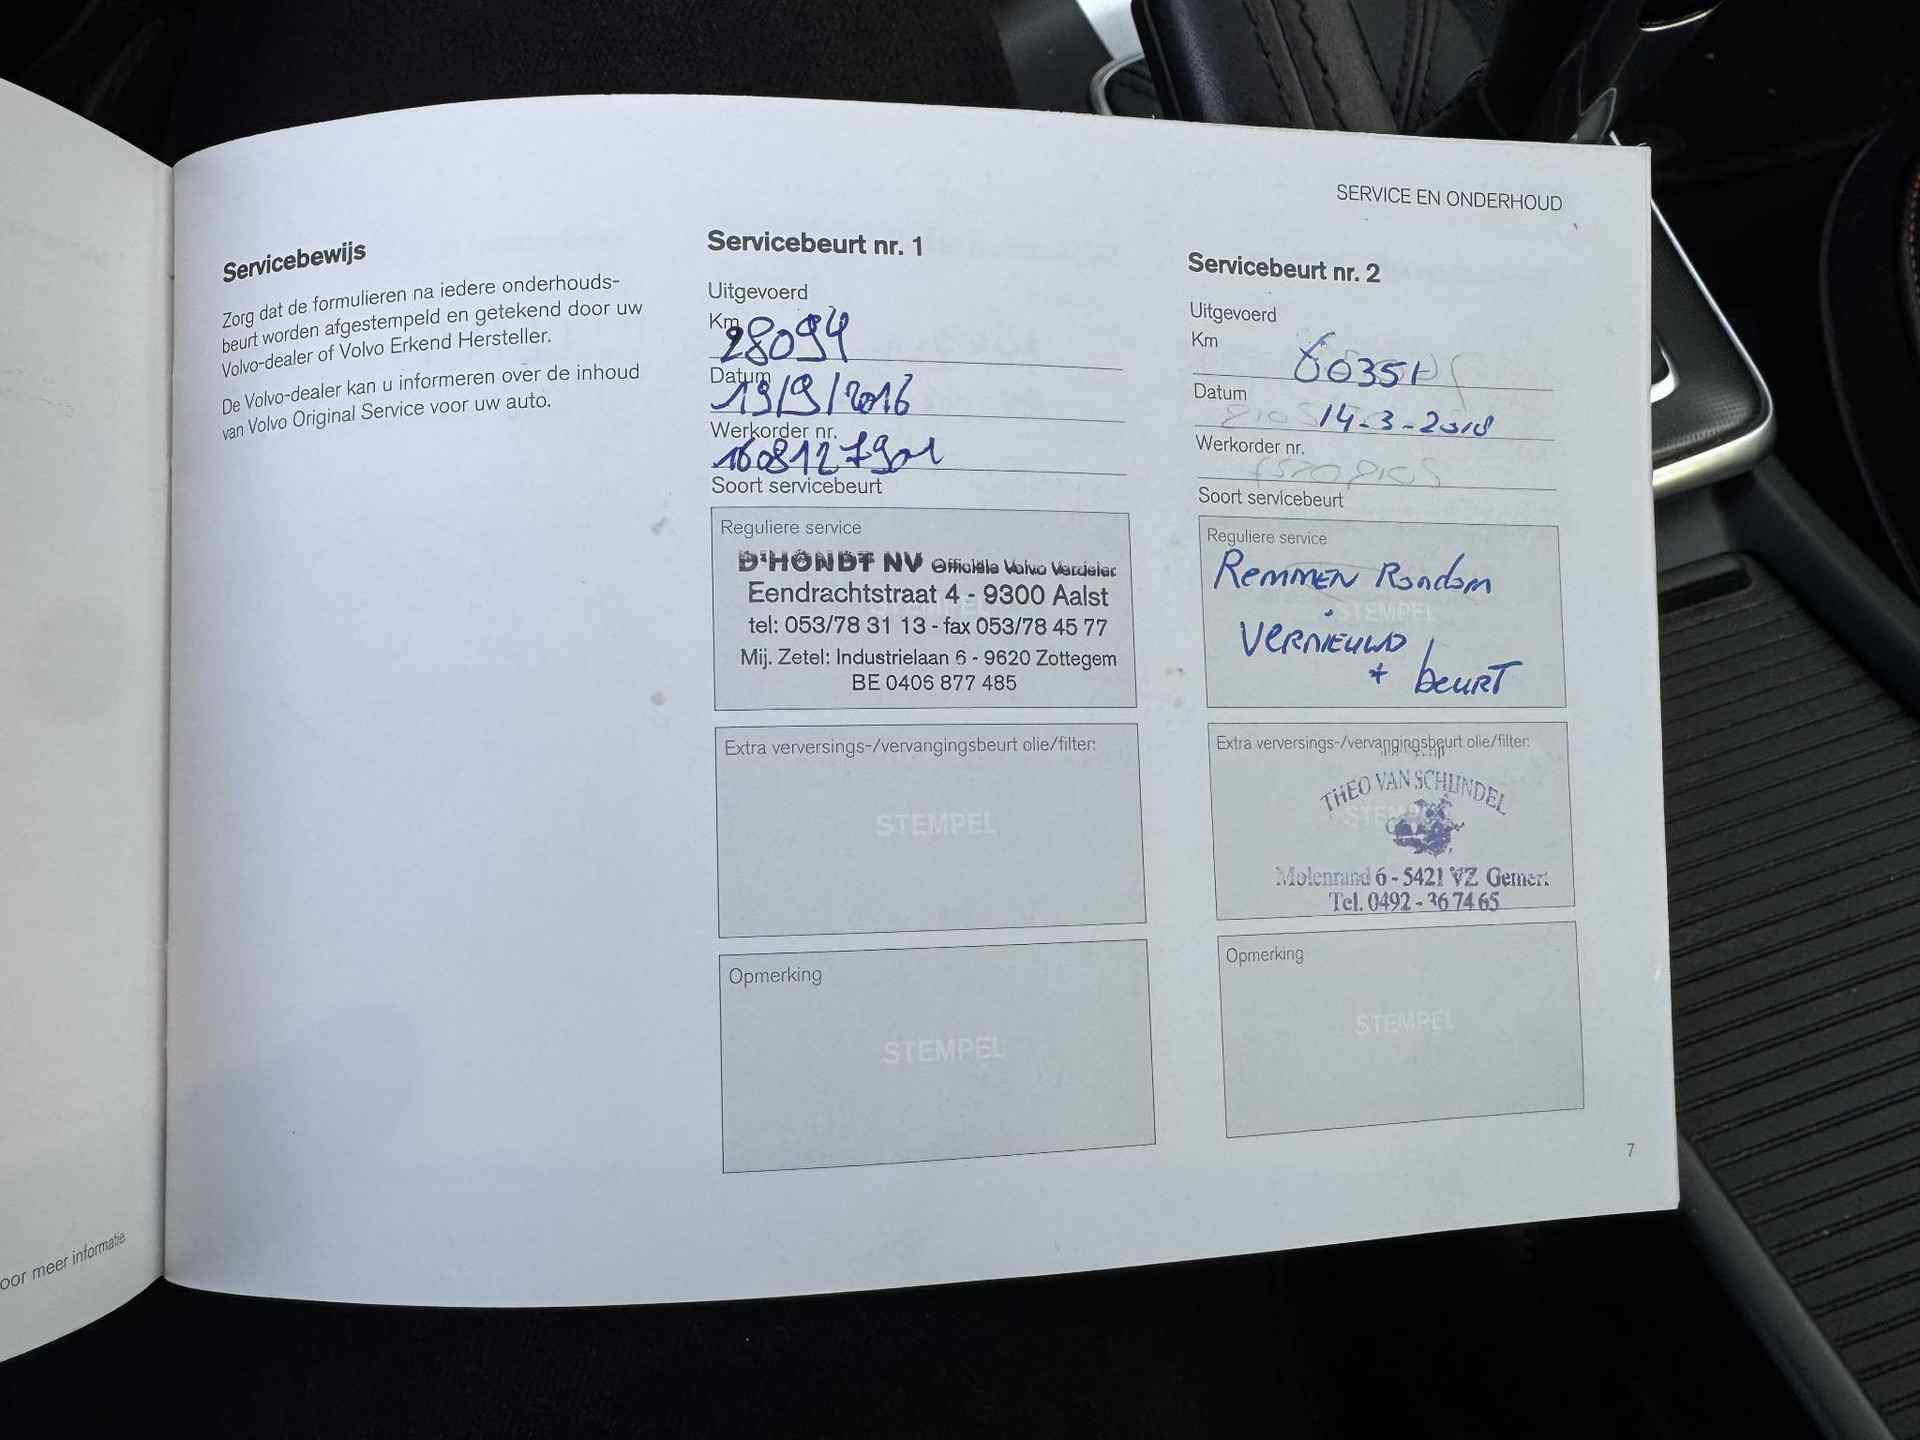 SERVICE EN ONDERHOUD
Servicebewijs
Zorg dat de formulieren na iedere onderhouds-
beurt worden afgestempeld en getekend door uw
Volvo-dealer of Volvo Erkend Hersteller.
De Volvo-dealer kan u informeren over de inhoud
van Volvo Original Service voor uw auto.
Servicebeurt nr. 1
Uitgevoerd
Km 28094
Datum 19/9/2016
Werkorder nr.
Soort servicebeurt
Reguliere service
D'HONDT NV Officiële Volvo Verdeler
Eendrachtstraat 4 - 9300 Aalst
tel: 053/78 31 13 - fax 053/78 45 77
Mij. Zetel: Industrielaan 6 - 9620 Zottegem
BE 0406 877 485
Extra verversings-/vervangingsbeurt olie/filter:
STEMPEL
Opmerking
STEMPEL
Servicebeurt nr. 2
Uitgevoerd
Km
Datum 14-3-2018
Werkorder nr.
Soort servicebeurt
Reguliere service
Remmen Rondom
STEMPEL
Vernieuwd
+ beurt
Extra verversings-/vervangingsbeurt olie/filter:
THEO VAN SCHIJNDEL
Molenrand 6 - 5421 VZ Gemert
Tel. 0492 - 36 74 65
Opmerking
STEMPEL
7
oor meer informatie